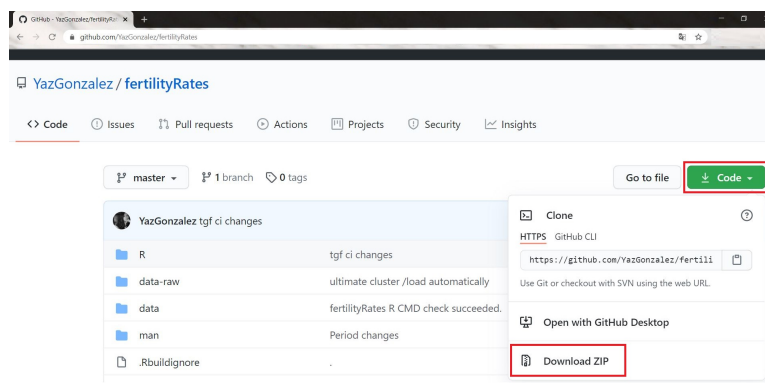 GitHub - YazGonzalez/fertilityRa
github.com/YazGonzalez/fertilityRates
YazGonzalez / fertilityRates
<> Code Issues Pull requests Actions Projects Security Insights
master 1 branch 0 tags Go to file Code
YazGonzalez tgf ci changes
R tgf ci changes
data-raw ultimate cluster /load automatically
data fertilityRates R CMD check succeeded.
man Period changes
.Rbuildignore .
Clone
HTTPS GitHub CLI
https://github.com/YazGonzalez/fertili
Use Git or checkout with SVN using the web URL.
Open with GitHub Desktop
Download ZIP